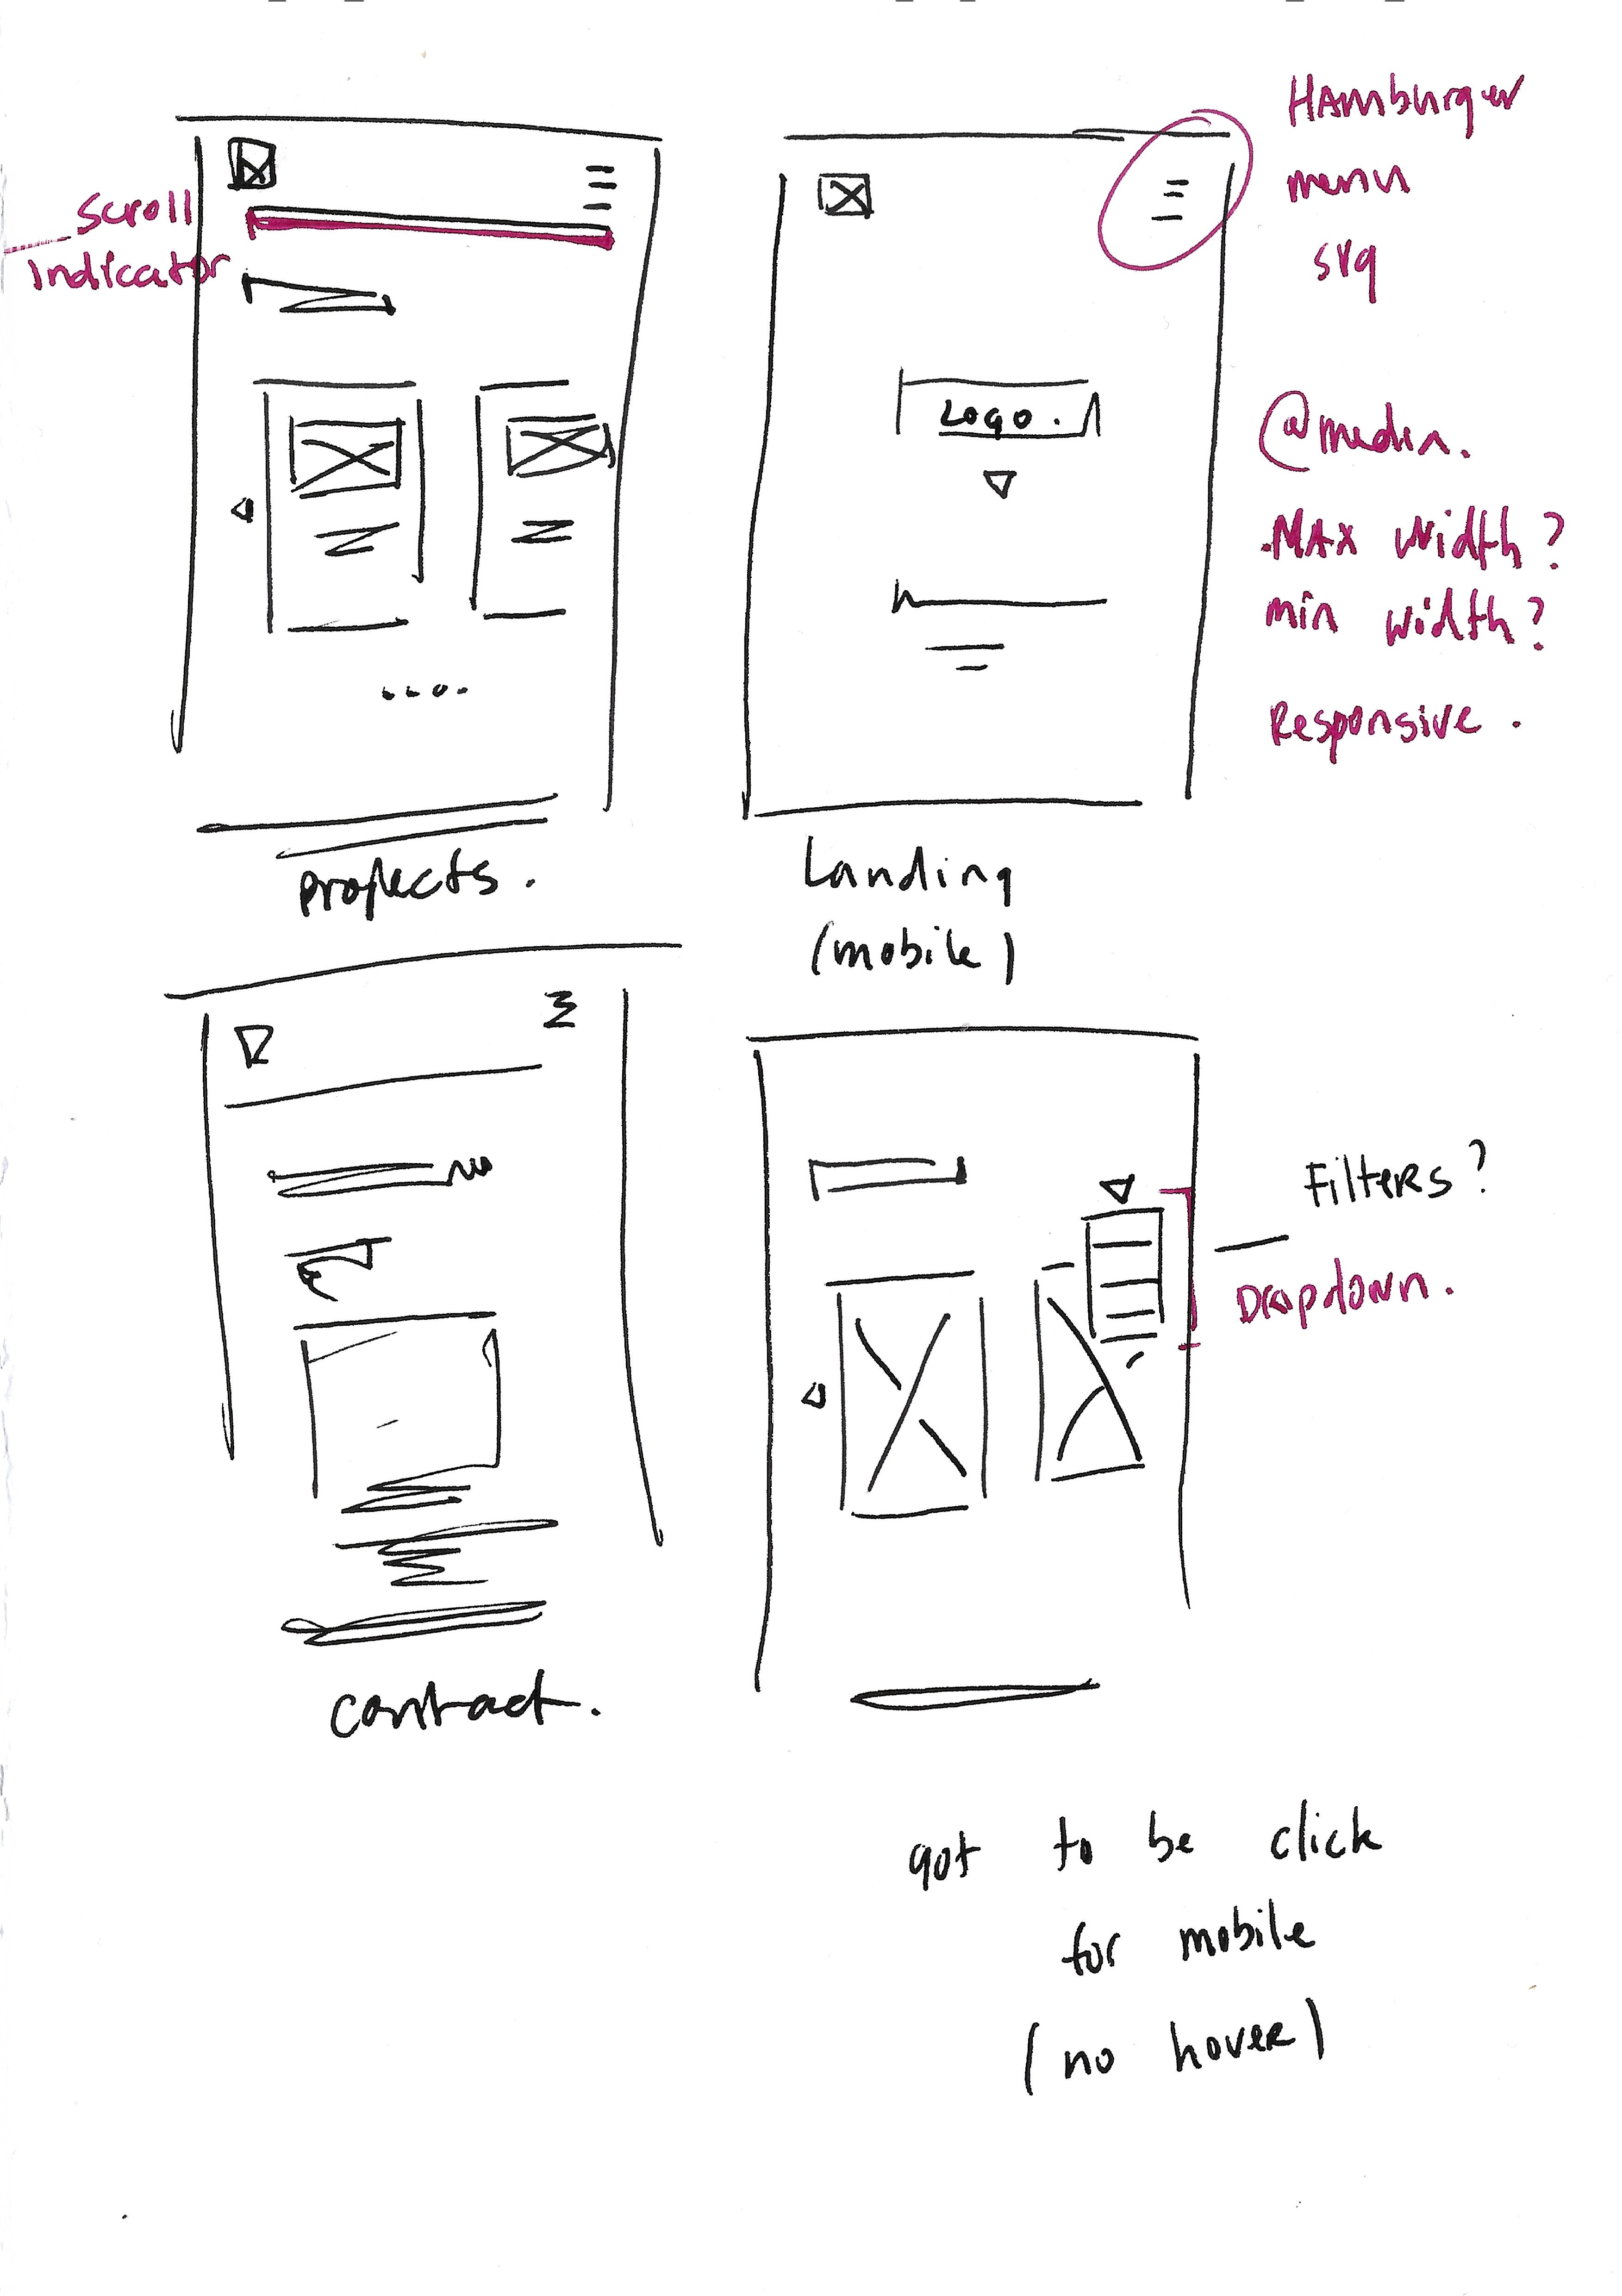 Scroll
Indicator
Projects.
Hamburger
menu
svg
Logo.
@media.
.MAX width?
min width?
Responsive.
Landing
(mobile)
contact.
Filters?
Dropdown.
got to be click
for mobile
(no hover)